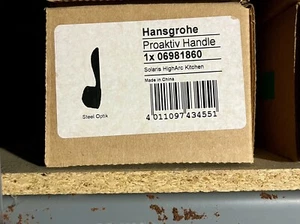 Hansgrohe
Proaktiv Handle
1x 06981860
Solaris HighArc Kitchen
Made in China
Steel Optik
4 011097 434551